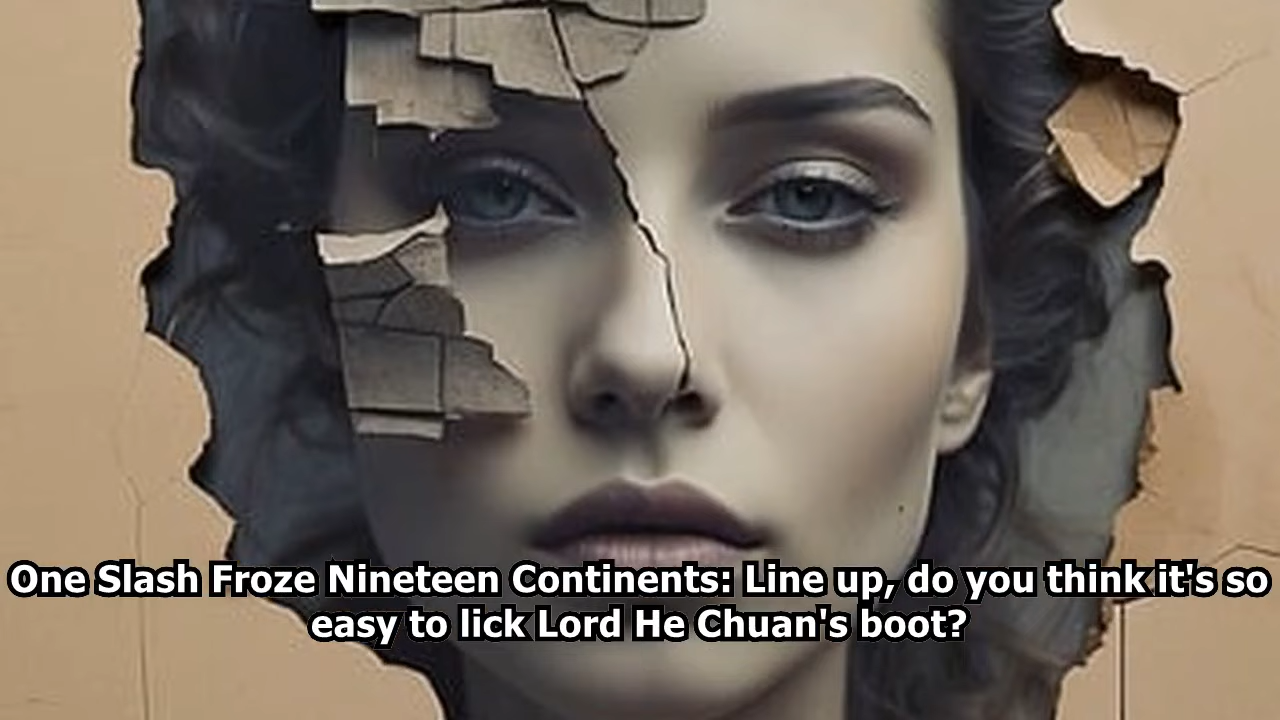 One Slash Froze Nineteen Continents: Line up, do you think it's so
easy to lick Lord He Chuan's boot?